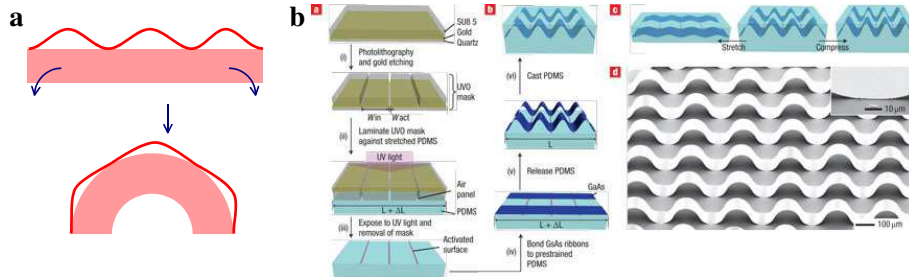 a
b
a
SU8 5
Gold
Quartz
(i)
Photolithography
and gold etching
UVO
mask
Win
Wact
(ii)
Laminate UVO mask
against stretched PDMS
UV light
Air
panel
L + ΔL
PDMS
(iii)
Expose to UV light and
removal of mask
Activated
surface
b
(vi)
Cast PDMS
L
(v)
Release PDMS
GaAs
L + ΔL
(iv)
Bond GsAs ribbons
to prestrained
PDMS
c
Stretch
Compress
d
10 µm
100 µm